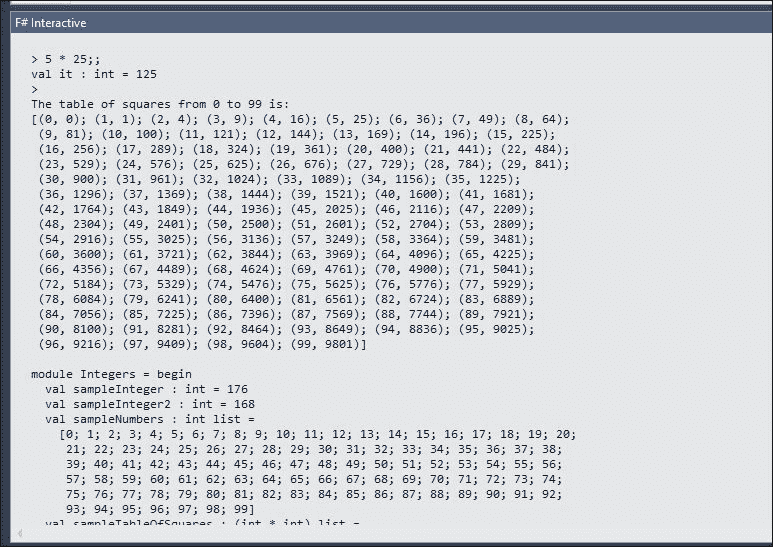 F# Interactive
> 5 * 25;;
val it : int = 125
>
The table of squares from 0 to 99 is:
[(0, 0); (1, 1); (2, 4); (3, 9); (4, 16); (5, 25); (6, 36); (7, 49); (8, 64);
(9, 81); (10, 100); (11, 121); (12, 144); (13, 169); (14, 196); (15, 225);
(16, 256); (17, 289); (18, 324); (19, 361); (20, 400); (21, 441); (22, 484);
(23, 529); (24, 576); (25, 625); (26, 676); (27, 729); (28, 784); (29, 841);
(30, 900); (31, 961); (32, 1024); (33, 1089); (34, 1156); (35, 1225);
(36, 1296); (37, 1369); (38, 1444); (39, 1521); (40, 1600); (41, 1681);
(42, 1764); (43, 1849); (44, 1936); (45, 2025); (46, 2116); (47, 2209);
(48, 2304); (49, 2401); (50, 2500); (51, 2601); (52, 2704); (53, 2809);
(54, 2916); (55, 3025); (56, 3136); (57, 3249); (58, 3364); (59, 3481);
(60, 3600); (61, 3721); (62, 3844); (63, 3969); (64, 4096); (65, 4225);
(66, 4356); (67, 4489); (68, 4624); (69, 4761); (70, 4900); (71, 5041);
(72, 5184); (73, 5329); (74, 5476); (75, 5625); (76, 5776); (77, 5929);
(78, 6084); (79, 6241); (80, 6400); (81, 6561); (82, 6724); (83, 6889);
(84, 7056); (85, 7225); (86, 7396); (87, 7569); (88, 7744); (89, 7921);
(90, 8100); (91, 8281); (92, 8464); (93, 8649); (94, 8836); (95, 9025);
(96, 9216); (97, 9409); (98, 9604); (99, 9801)]
module Integers = begin
val sampleInteger : int = 176
val sampleInteger2 : int = 168
val sampleNumbers : int list =
[0; 1; 2; 3; 4; 5; 6; 7; 8; 9; 10; 11; 12; 13; 14; 15; 16; 17; 18; 19; 20;
21; 22; 23; 24; 25; 26; 27; 28; 29; 30; 31; 32; 33; 34; 35; 36; 37; 38;
39; 40; 41; 42; 43; 44; 45; 46; 47; 48; 49; 50; 51; 52; 53; 54; 55; 56;
57; 58; 59; 60; 61; 62; 63; 64; 65; 66; 67; 68; 69; 70; 71; 72; 73; 74;
75; 76; 77; 78; 79; 80; 81; 82; 83; 84; 85; 86; 87; 88; 89; 90; 91; 92;
93; 94; 95; 96; 97; 98; 99]
val sampleTableOfSquares : (int * int) list =